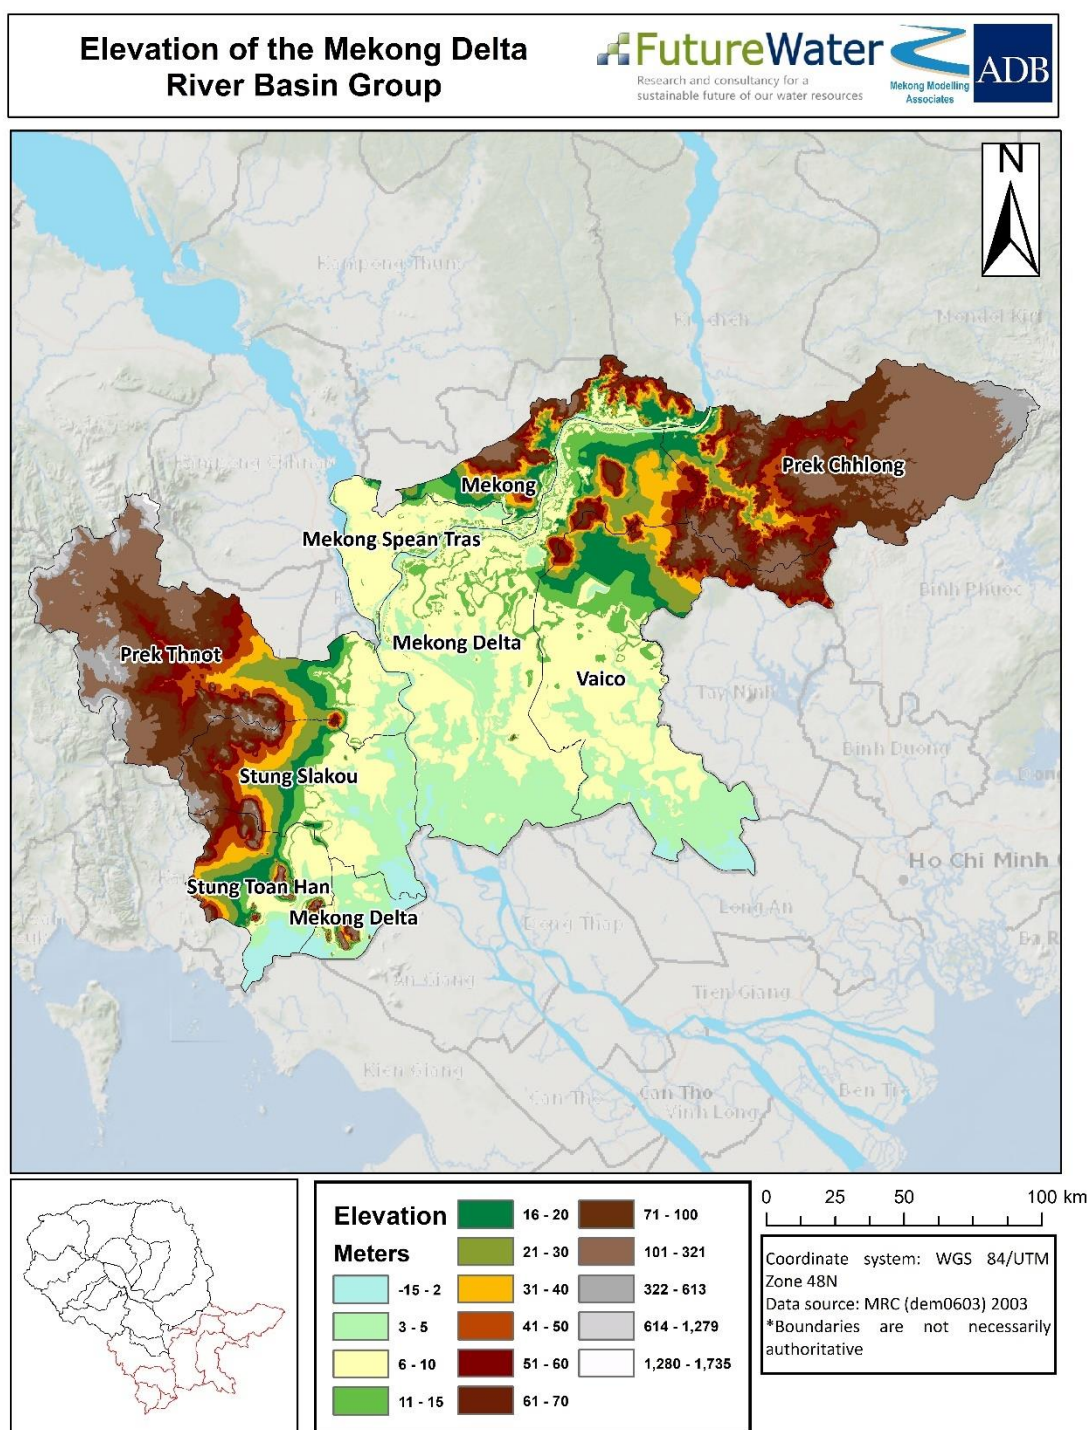 Elevation of the Mekong Delta
River Basin Group
FutureWater
Research and consultancy for a
sustainable future of our water resources
Mekong Modelling
Associates
ADB
N
Kampong Thum
Mondol Kiri
Prek Chhlong
Mekong
Mekong Spean Tras
Binh Phuoc
Mekong Delta
Prek Thnot
Vaico
Tay Ninh
Binh Duong
Stung Slakou
Ho Chi Minh
Stung Toan Han
Long An
Mekong Delta
Dong Thap
An Giang
Tien Giang
Kien Giang
Can Tho
Can Tho
Ben Tre
Vinh Long
Elevation
Meters
-15 - 2
3 - 5
6 - 10
11 - 15
16 - 20
21 - 30
31 - 40
41 - 50
51 - 60
61 - 70
71 - 100
101 - 321
322 - 613
614 - 1,279
1,280 - 1,735
0 25 50 100 km
Coordinate system: WGS 84/UTM
Zone 48N
Data source: MRC (dem0603) 2003
*Boundaries are not necessarily
authoritative